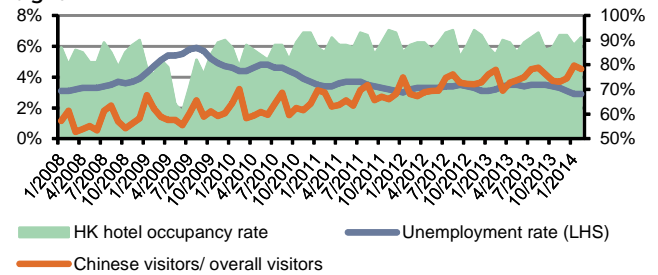 8% 100%
6% 90%
80%
4% 70%
2% 60%
0% 50%
1/2008 4/2008 7/2008 10/2008 1/2009 4/2009 7/2009 10/2009 1/2010 4/2010 7/2010 10/2010 1/2011 4/2011 7/2011 10/2011 1/2012 4/2012 7/2012 10/2012 1/2013 4/2013 7/2013 10/2013 1/2014
HK hotel occupancy rate Unemployment rate (LHS)
Chinese visitors/ overall visitors